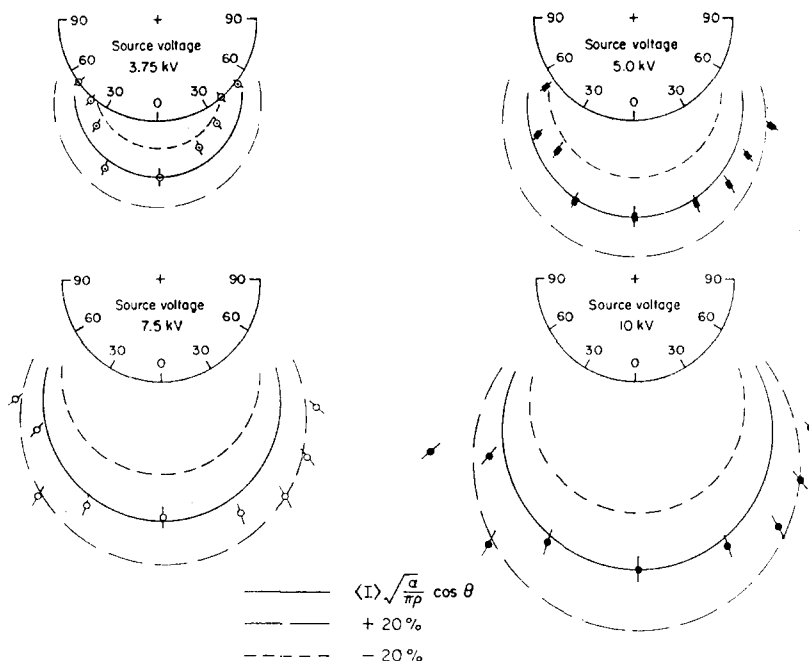 90 + 90
Source voltage
3.75 kV
60 60
30 0 30
90 + 90
Source voltage
5.0 kV
60 60
30 0 30
90 + 90
Source voltage
7.5 kV
60 60
30 0 30
90 + 90
Source voltage
10 kV
60 60
30 0 30
⟨I⟩ √(α/πρ) cos θ
+ 20 %
− 20 %